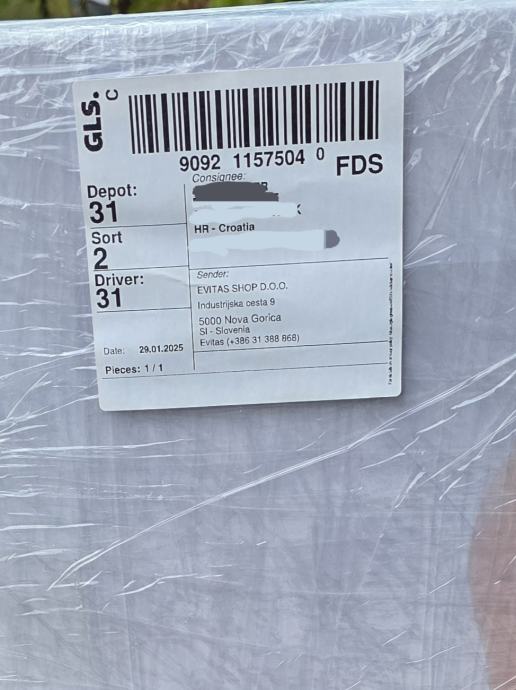 GLS.
C
9092 1157504 0
FDS
Depot:
31
Sort
2
Driver:
31
Date: 29.01.2025
Pieces: 1 / 1
Consignee:
HR - Croatia
Sender:
EVITAS SHOP D.O.O.
Industrijska cesta 9
5000 Nova Gorica
SI - Slovenia
Evitas (+386 31 388 868)